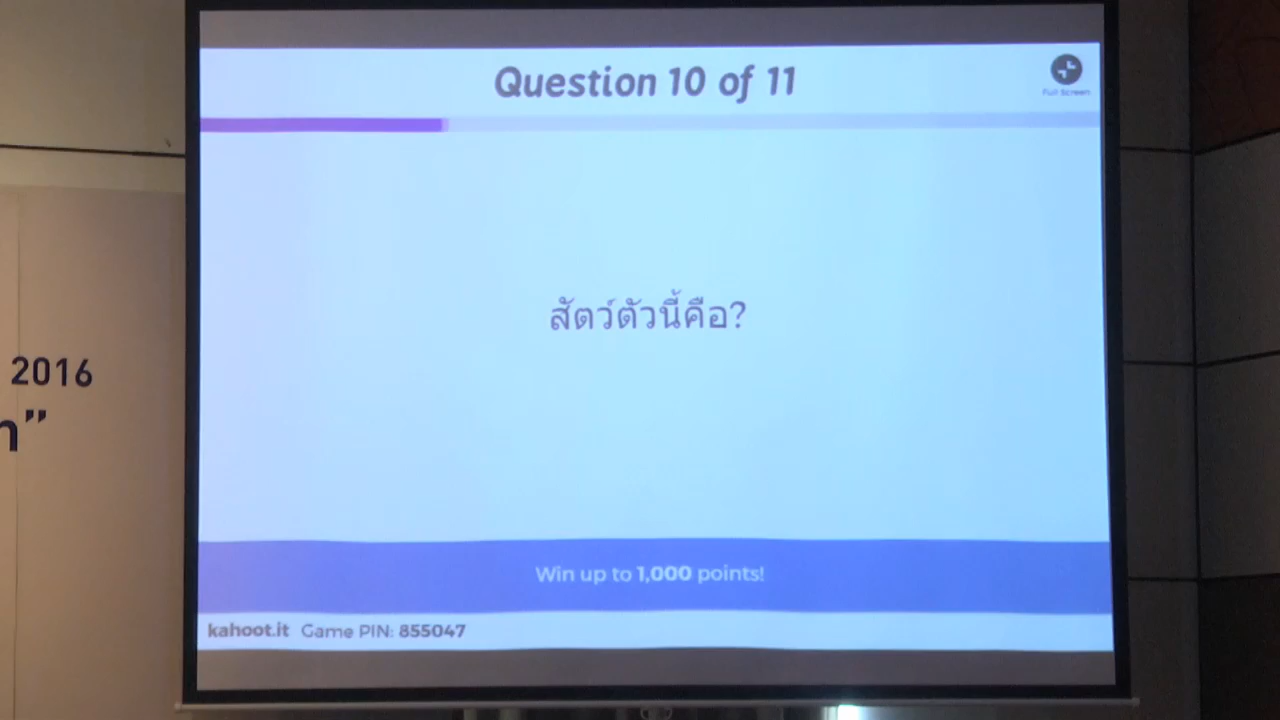 Question 10 of 11
Full Screen
สัตว์ตัวนี้คือ?
2016
Win up to 1,000 points!
kahoot.it Game PIN: 855047